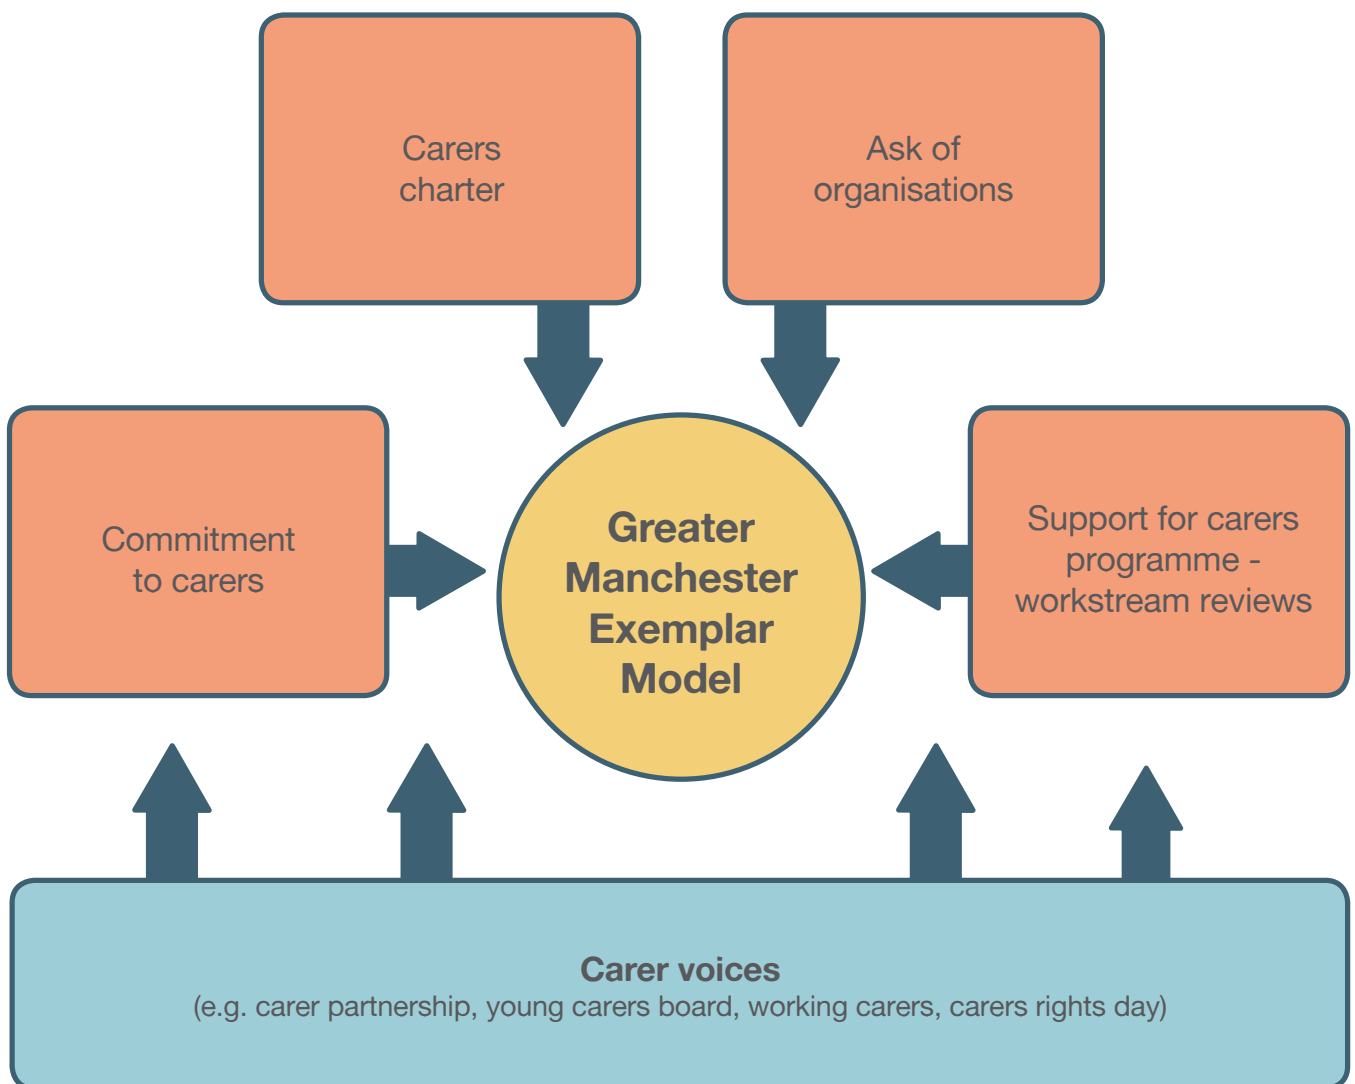 Carers
charter
Ask of
organisations
Commitment
to carers
Greater
Manchester
Exemplar
Model
Support for carers
programme -
workstream reviews
Carer voices
(e.g. carer partnership, young carers board, working carers, carers rights day)